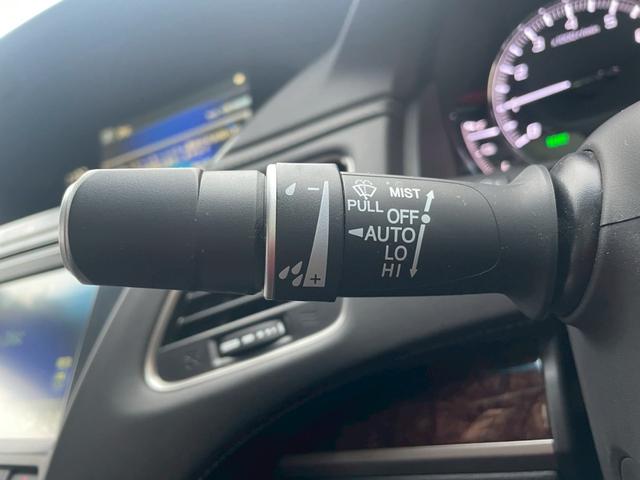 MIST
PULL OFF
AUTO
LO
HI
- +